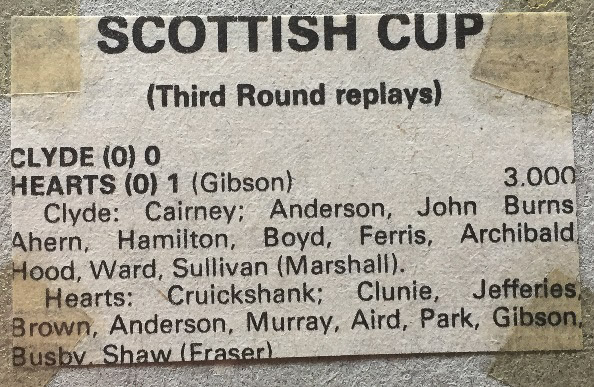 SCOTTISH CUP
(Third Round replays)
CLYDE (0) 0
HEARTS (0) 1 (Gibson) 3.000
Clyde: Cairney; Anderson, John Burns
Ahern, Hamilton, Boyd, Ferris, Archibald,
Hood, Ward, Sullivan (Marshall).
Hearts: Cruickshank; Clunie, Jefferies,
Brown, Anderson, Murray, Aird, Park, Gibson,
Busby, Shaw (Fraser)